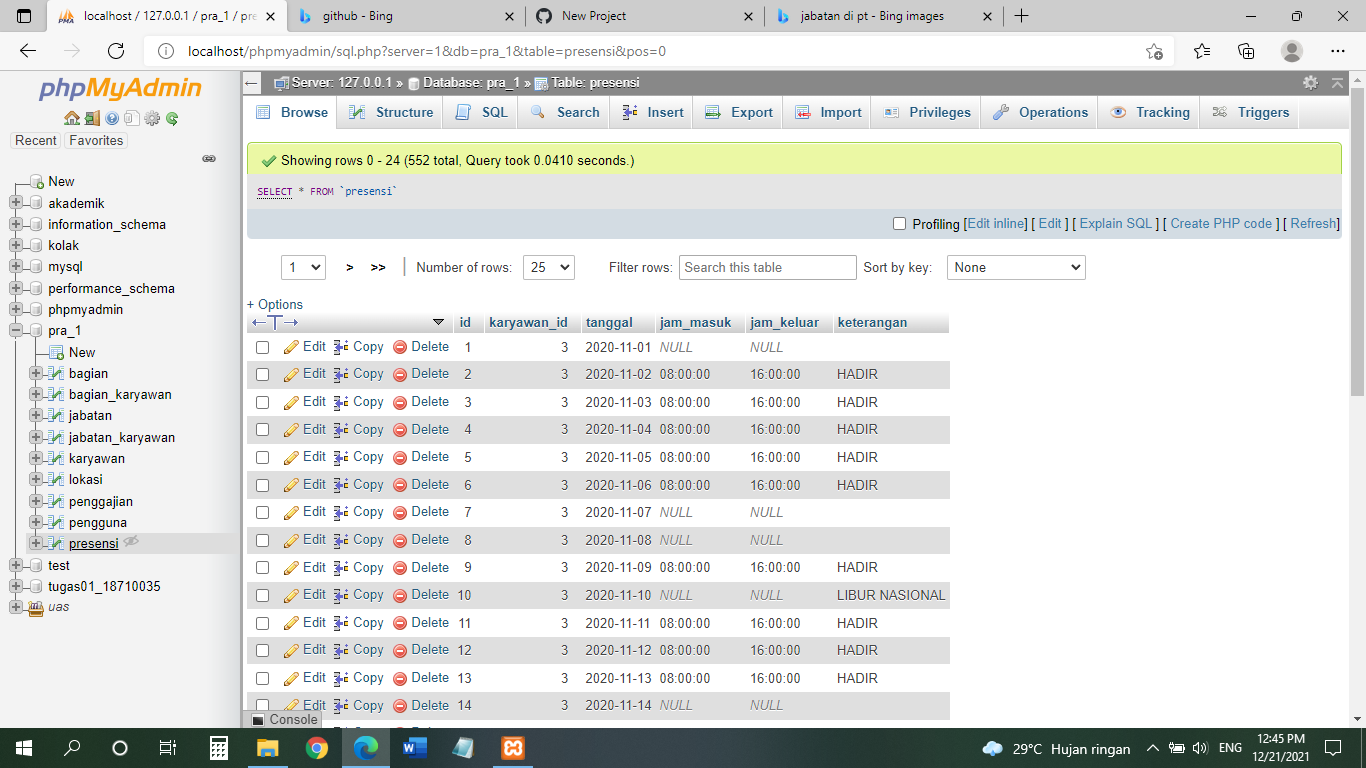 localhost / 127.0.0.1 / pra_1 / pre
github - Bing
New Project
jabatan di pt - Bing images
localhost/phpmyadmin/sql.php?server=1&db=pra_1&table=presensi&pos=0
phpMyAdmin
Recent Favorites
New
akademik
information_schema
kolak
mysql
performance_schema
phpmyadmin
pra_1
New
bagian
bagian_karyawan
jabatan
jabatan_karyawan
karyawan
lokasi
penggajian
pengguna
presensi
test
tugas01_18710035
uas
Server: 127.0.0.1 » Database: pra_1 » Table: presensi
Browse Structure SQL Search Insert Export Import Privileges Operations Tracking Triggers
Showing rows 0 - 24 (552 total, Query took 0.0410 seconds.)
SELECT * FROM `presensi`
Profiling [Edit inline] [ Edit ] [ Explain SQL ] [ Create PHP code ] [ Refresh]
1 > >> | Number of rows: 25 Filter rows: Search this table Sort by key: None
+ Options
←T→ id karyawan_id tanggal jam_masuk jam_keluar keterangan
Edit Copy Delete 1 3 2020-11-01 NULL NULL
Edit Copy Delete 2 3 2020-11-02 08:00:00 16:00:00 HADIR
Edit Copy Delete 3 3 2020-11-03 08:00:00 16:00:00 HADIR
Edit Copy Delete 4 3 2020-11-04 08:00:00 16:00:00 HADIR
Edit Copy Delete 5 3 2020-11-05 08:00:00 16:00:00 HADIR
Edit Copy Delete 6 3 2020-11-06 08:00:00 16:00:00 HADIR
Edit Copy Delete 7 3 2020-11-07 NULL NULL
Edit Copy Delete 8 3 2020-11-08 NULL NULL
Edit Copy Delete 9 3 2020-11-09 08:00:00 16:00:00 HADIR
Edit Copy Delete 10 3 2020-11-10 NULL NULL LIBUR NASIONAL
Edit Copy Delete 11 3 2020-11-11 08:00:00 16:00:00 HADIR
Edit Copy Delete 12 3 2020-11-12 08:00:00 16:00:00 HADIR
Edit Copy Delete 13 3 2020-11-13 08:00:00 16:00:00 HADIR
Edit Copy Delete 14 3 2020-11-14 NULL NULL
Console
29°C Hujan ringan ENG
12:45 PM
12/21/2021